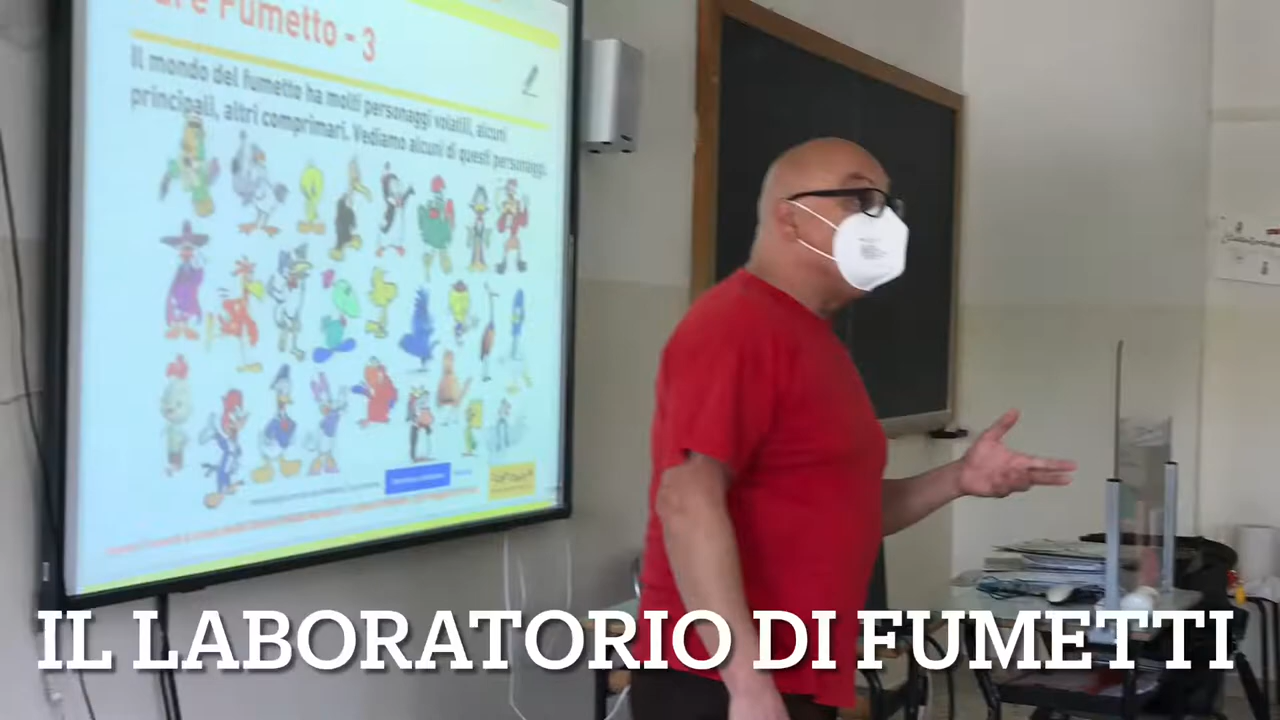 Fumetto - 3
Il mondo del fumetto ha molti personaggi volatili, alcuni
principali, altri comprimari. Vediamo alcuni di questi personaggi.
IL LABORATORIO DI FUMETTI